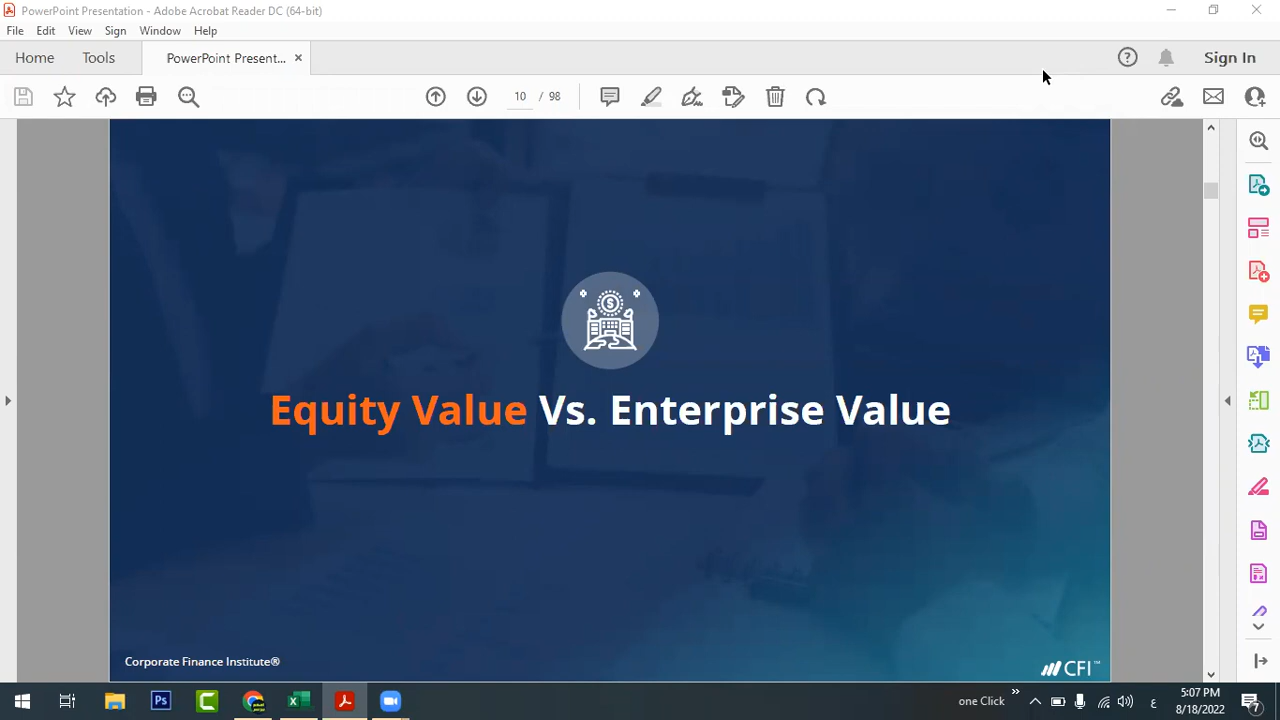 PowerPoint Presentation - Adobe Acrobat Reader DC (64-bit)
File Edit View Sign Window Help
Home Tools PowerPoint Present... × Sign In
10 / 98
Equity Value Vs. Enterprise Value
Corporate Finance Institute®
CFI™
one Click
ع
5:07 PM
8/18/2022
7